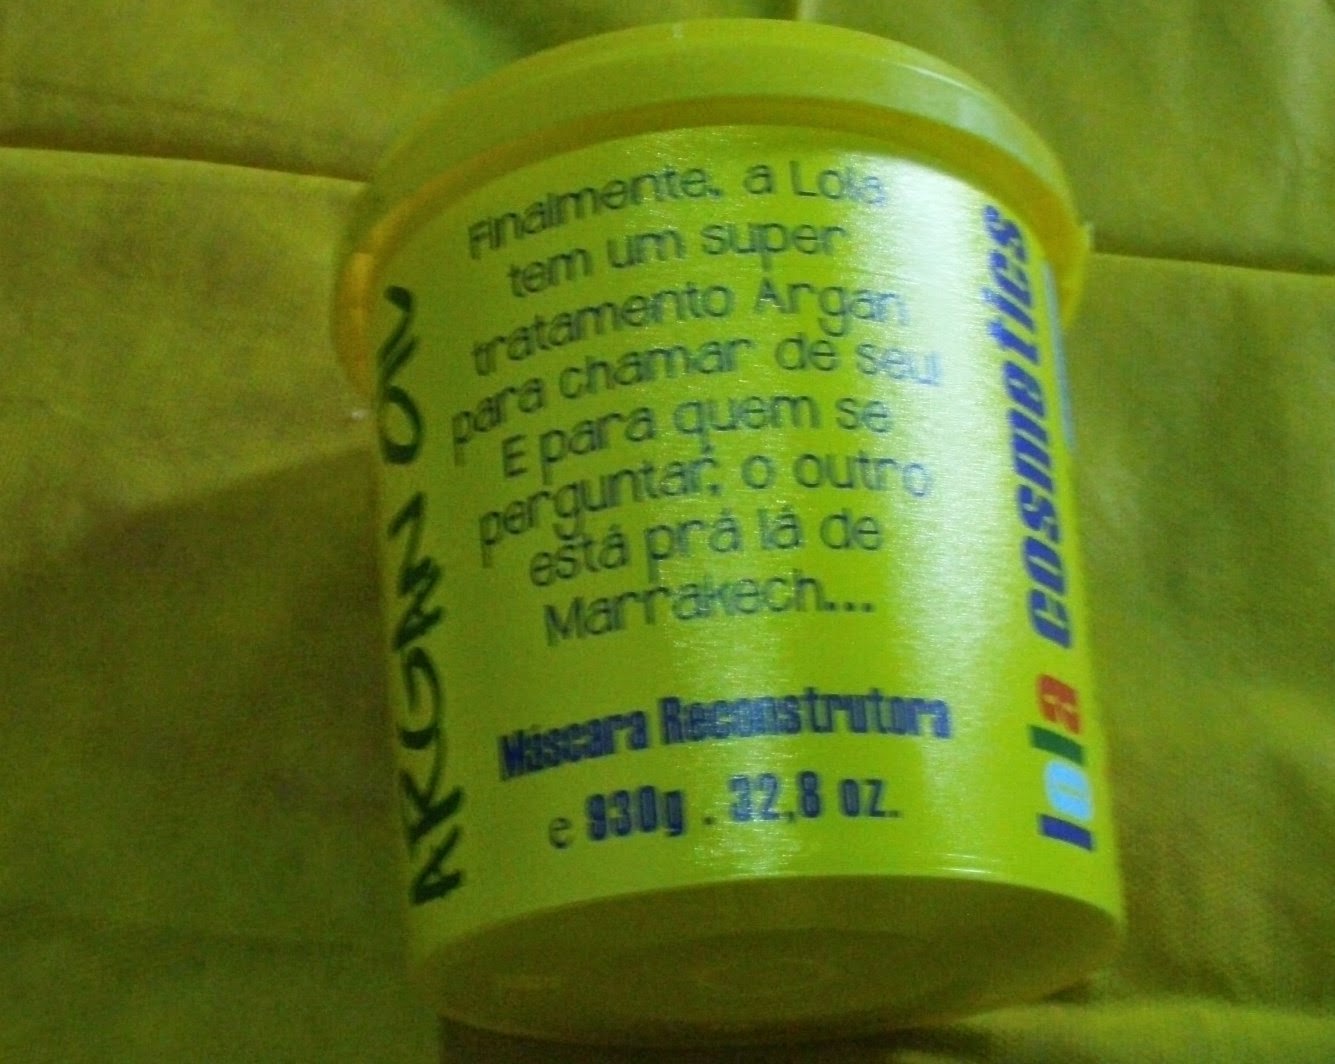 ARGAN OIL
Finalmente, a Lola
tem um super
tratamento Argan
para chamar de seu!
E para quem se
perguntar, o outro
está prá lá de
Marrakech...
Máscara Reconstrutora
e 930g . 32,8 oz.
lola cosmetics